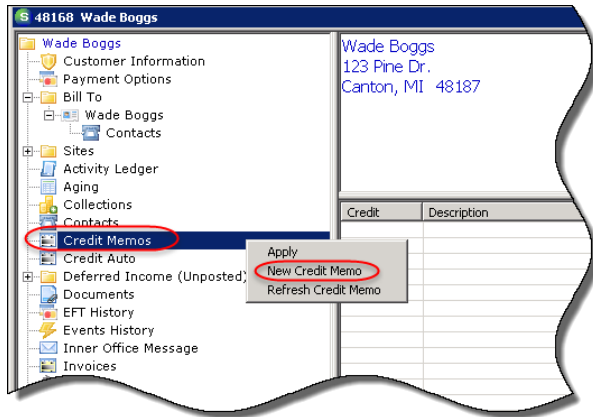 48168 Wade Boggs
Wade Boggs
Customer Information
Payment Options
Bill To
Wade Boggs
Contacts
Sites
Activity Ledger
Aging
Collections
Contacts
Credit Memos
Credit Auto
Deferred Income (Unposted)
Documents
EFT History
Events History
Inner Office Message
Invoices
Wade Boggs
123 Pine Dr.
Canton, MI 48187
Credit Description
Apply
New Credit Memo
Refresh Credit Memo